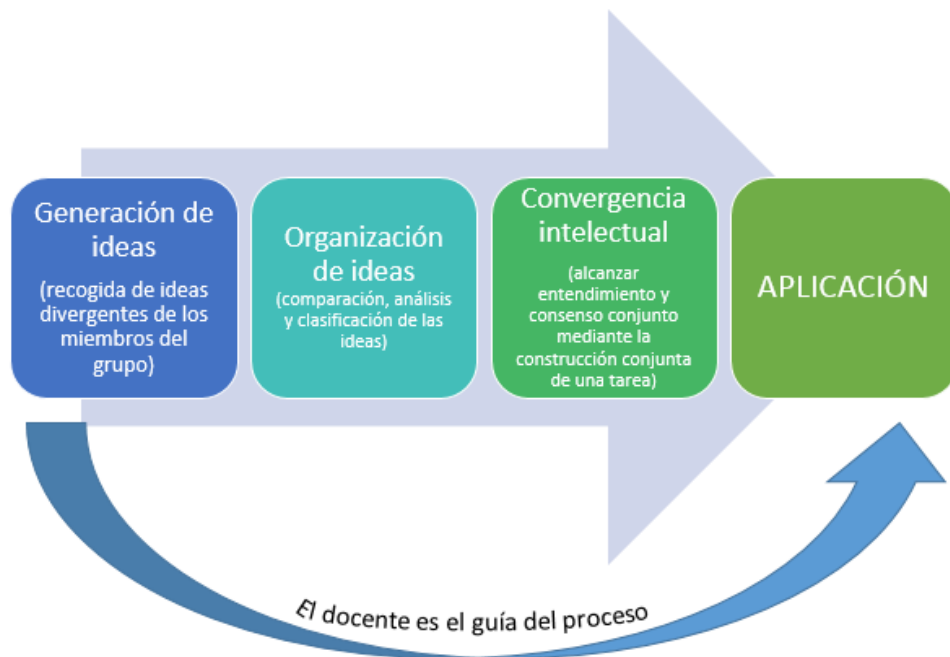 Generación de
ideas
(recogida de ideas
divergentes de los
miembros del
grupo)
Organización
de ideas
(comparación, análisis
y clasificación de las
ideas)
Convergencia
intelectual
(alcanzar
entendimiento y
consenso conjunto
mediante la
construcción conjunta
de una tarea)
APLICACIÓN
El docente es el guía del proceso